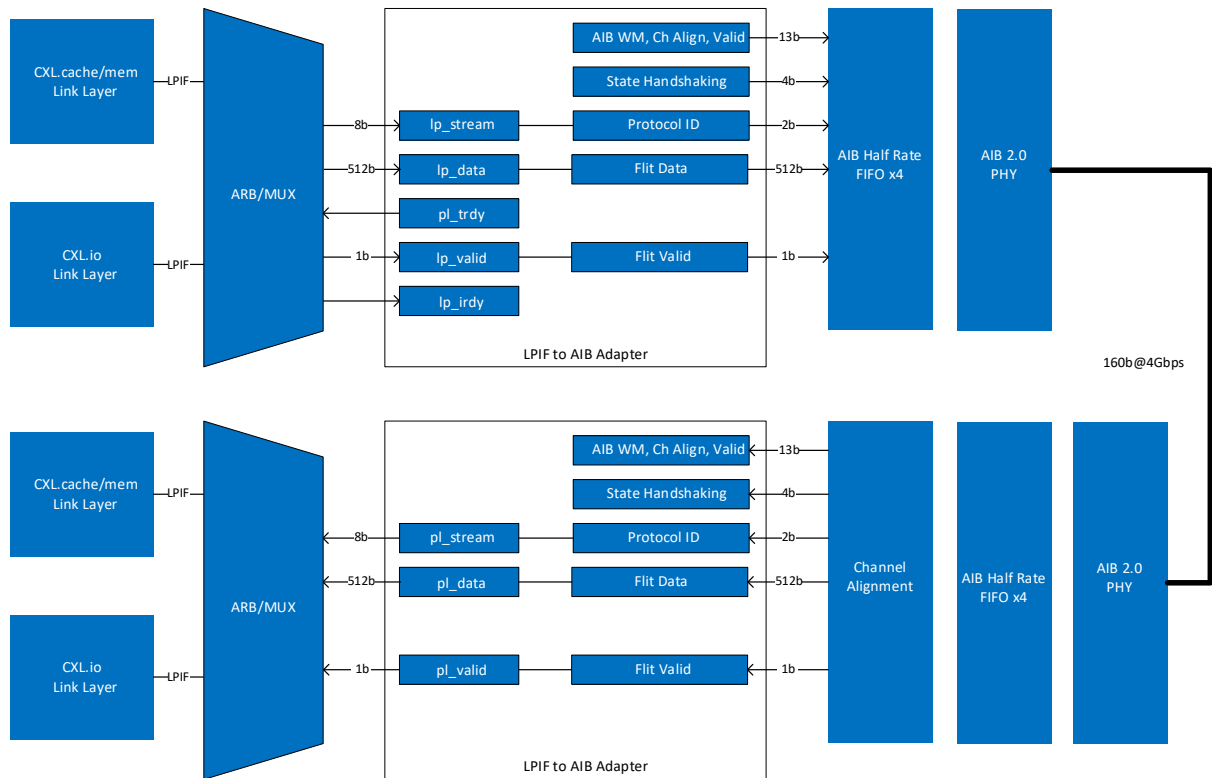 AIB WM, Ch Align, Valid
13b
CXL.cache/mem
Link Layer
LPIF
State Handshaking
4b
8b
lp_stream
Protocol ID
2b
512b
lp_data
Flit Data
512b
AIB Half Rate
FIFO x4
AIB 2.0
PHY
ARB/MUX
pl_trdy
CXL.io
Link Layer
LPIF
1b
lp_valid
Flit Valid
1b
lp_irdy
LPIF to AIB Adapter
160b@4Gbps
AIB WM, Ch Align, Valid
13b
CXL.cache/mem
Link Layer
LPIF
State Handshaking
4b
8b
pl_stream
Protocol ID
2b
512b
pl_data
Flit Data
512b
Channel
Alignment
AIB Half Rate
FIFO x4
AIB 2.0
PHY
ARB/MUX
CXL.io
Link Layer
LPIF
1b
pl_valid
Flit Valid
1b
LPIF to AIB Adapter